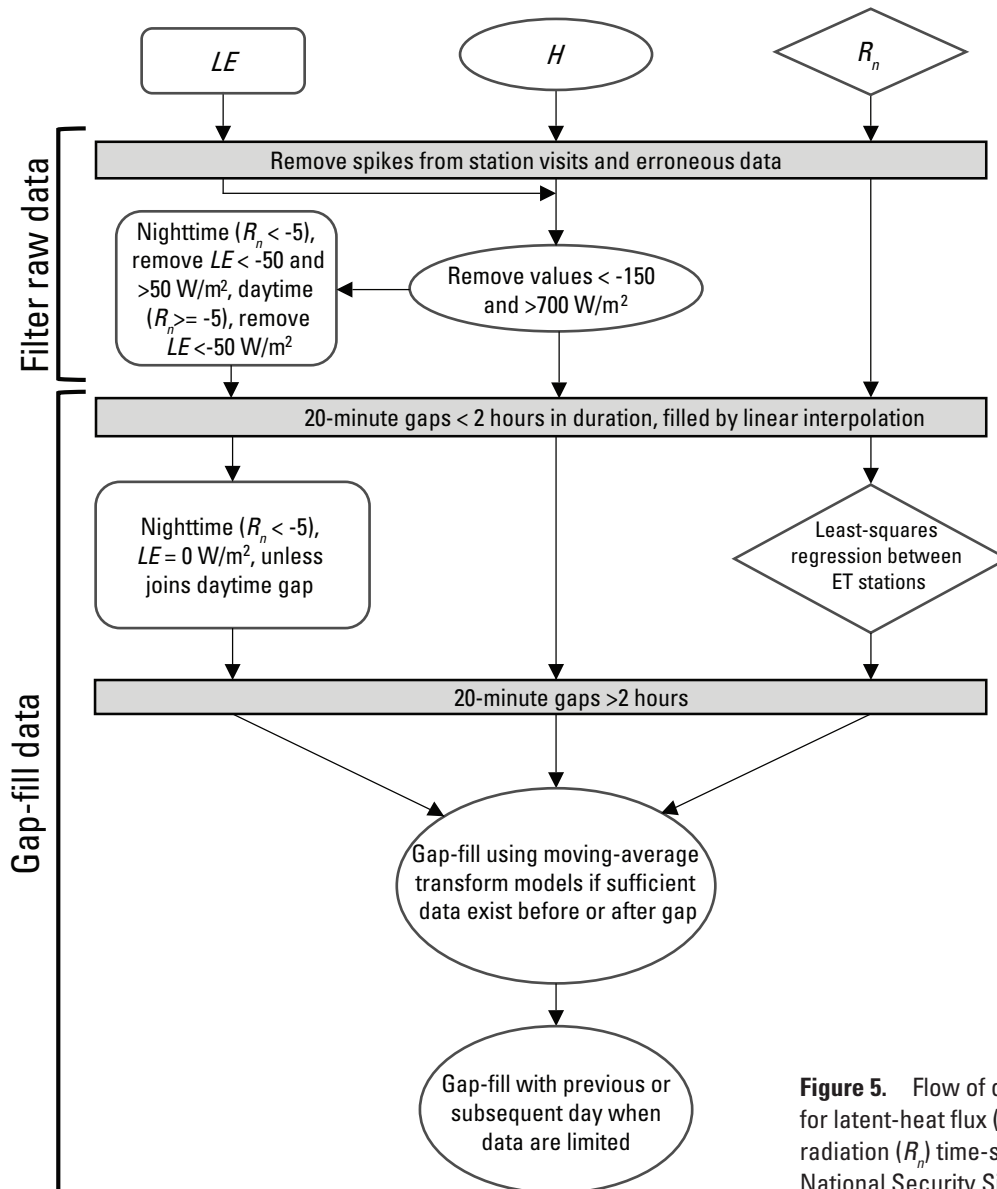 LE
H
Rn
Filter raw data
Remove spikes from station visits and erroneous data
Nighttime (Rn < -5),
remove LE < -50 and
>50 W/m², daytime
(Rn>= -5), remove
LE <-50 W/m²
Remove values < -150
and >700 W/m²
Gap-fill data
20-minute gaps < 2 hours in duration, filled by linear interpolation
Nighttime (Rn < -5),
LE = 0 W/m², unless
joins daytime gap
Least-squares
regression between
ET stations
20-minute gaps >2 hours
Gap-fill using moving-average
transform models if sufficient
data exist before or after gap
Gap-fill with previous or
subsequent day when
data are limited
Figure 5. Flow of
for latent-heat flux (
radiation (Rn) time-s
National Security